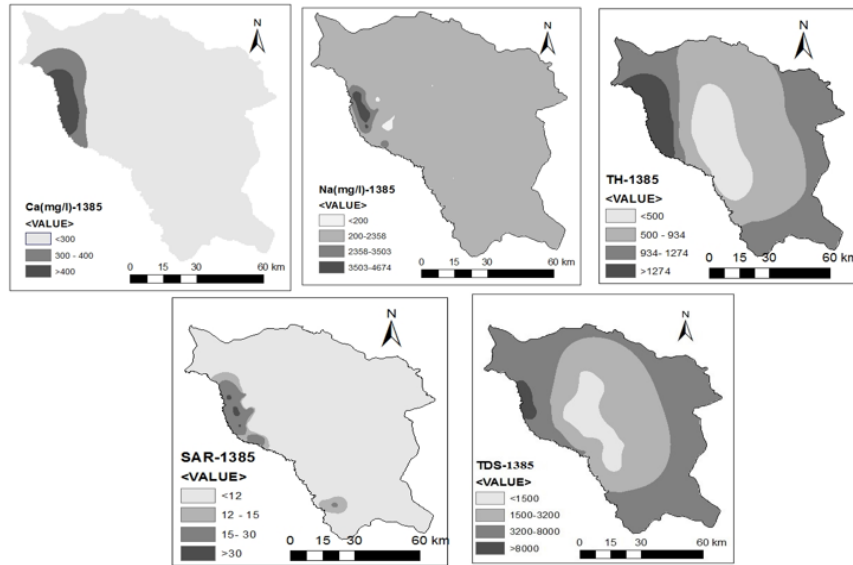 N
Ca(mg/l)-1385
<VALUE>
<300
300 - 400
>400
0 15 30 60 km
N
Na(mg/l)-1385
<VALUE>
<200
200-2358
2358-3503
3503-4674
0 15 30 60 km
N
TH-1385
<VALUE>
<500
500 - 934
934- 1274
>1274
0 15 30 60 km
N
SAR-1385
<VALUE>
<12
12 - 15
15- 30
>30
0 15 30 60 km
N
TDS-1385
<VALUE>
<1500
1500-3200
3200-8000
>8000
0 15 30 60 km